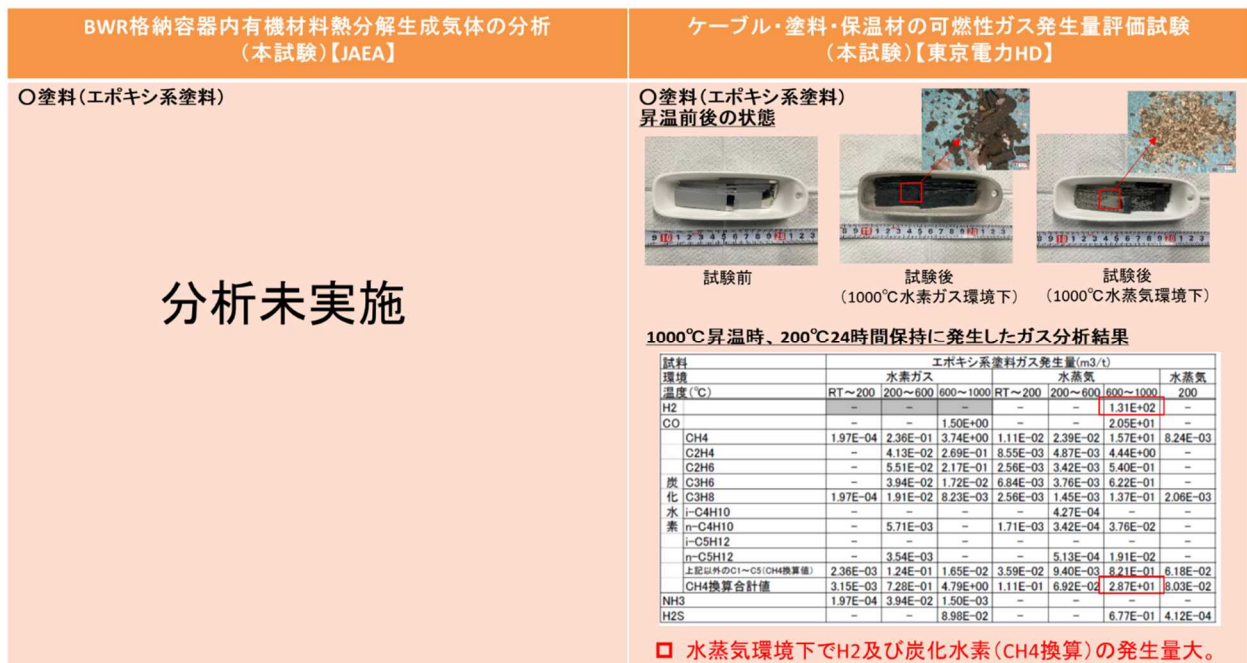 BWR格納容器内有機材料熱分解生成気体の分析
（本試験）【JAEA】
ケーブル・塗料・保温材の可燃性ガス発生量評価試験
（本試験）【東京電力HD】
〇塗料（エポキシ系塗料）
分析未実施
〇塗料（エポキシ系塗料）
昇温前後の状態
試験前
試験後
（1000℃水素ガス環境下）
試験後
（1000℃水蒸気環境下）
1000℃昇温時、200℃24時間保持に発生したガス分析結果
試料 エポキシ系塗料ガス発生量(m3/t)
環境 水素ガス 水蒸気 水蒸気
温度(℃) RT～200 200～600 600～1000 RT～200 200～600 600～1000 200
H2 － － － － － 1.31E+02 －
CO － － 1.50E+00 － － 2.05E+01 －
炭化水素
CH4 1.97E-04 2.36E-01 3.74E+00 1.11E-02 2.39E-02 1.57E+01 8.24E-03
C2H4 － 4.13E-02 2.69E-01 8.55E-03 4.87E-03 4.44E+00 －
C2H6 － 5.51E-02 2.17E-01 2.56E-03 3.42E-03 5.40E-01 －
C3H6 － 3.94E-02 1.72E-02 6.84E-03 3.76E-03 6.22E-01 －
C3H8 1.97E-04 1.91E-02 8.23E-03 2.56E-03 1.45E-03 1.37E-01 2.06E-03
i-C4H10 － － － － 4.27E-04 － －
n-C4H10 － 5.71E-03 － 1.71E-03 3.42E-04 3.76E-02 －
i-C5H12 － － － － － － －
n-C5H12 － 3.54E-03 － － 5.13E-04 1.91E-02 －
上記以外のC1～C5(CH4換算値) 2.36E-03 1.24E-01 1.65E-02 3.59E-02 9.40E-03 8.21E-01 6.18E-02
CH4換算合計値 3.15E-03 7.28E-01 4.79E+00 1.11E-01 6.92E-02 2.87E+01 8.03E-02
NH3 1.97E-04 3.94E-02 1.50E-03 － － － －
H2S － － 8.98E-02 － － 6.77E-01 4.12E-04
水蒸気環境下でH2及び炭化水素（CH4換算）の発生量大。